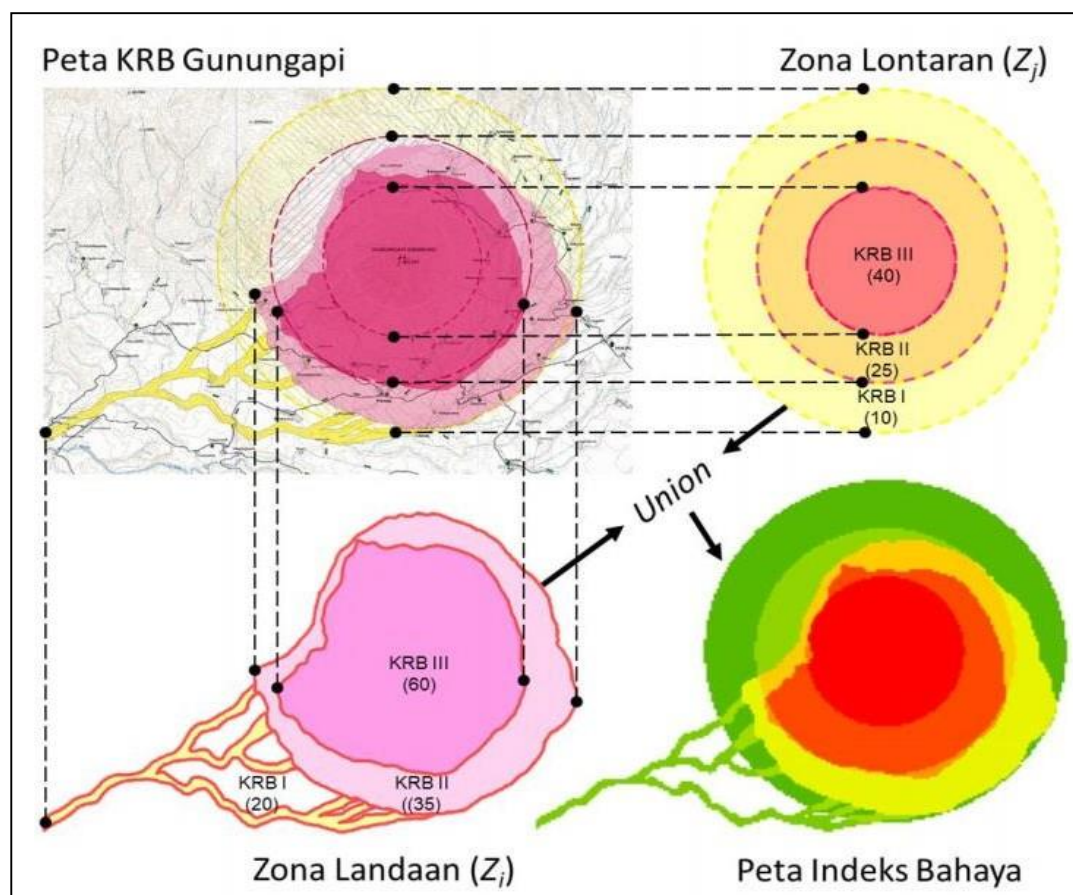 Peta KRB Gunungapi
Zona Lontaran (Zj)
KRB III
(40)
KRB II
(25)
KRB I
(10)
Union
KRB III
(60)
KRB I
(20)
KRB II
((35)
Zona Landaan (Zi)
Peta Indeks Bahaya